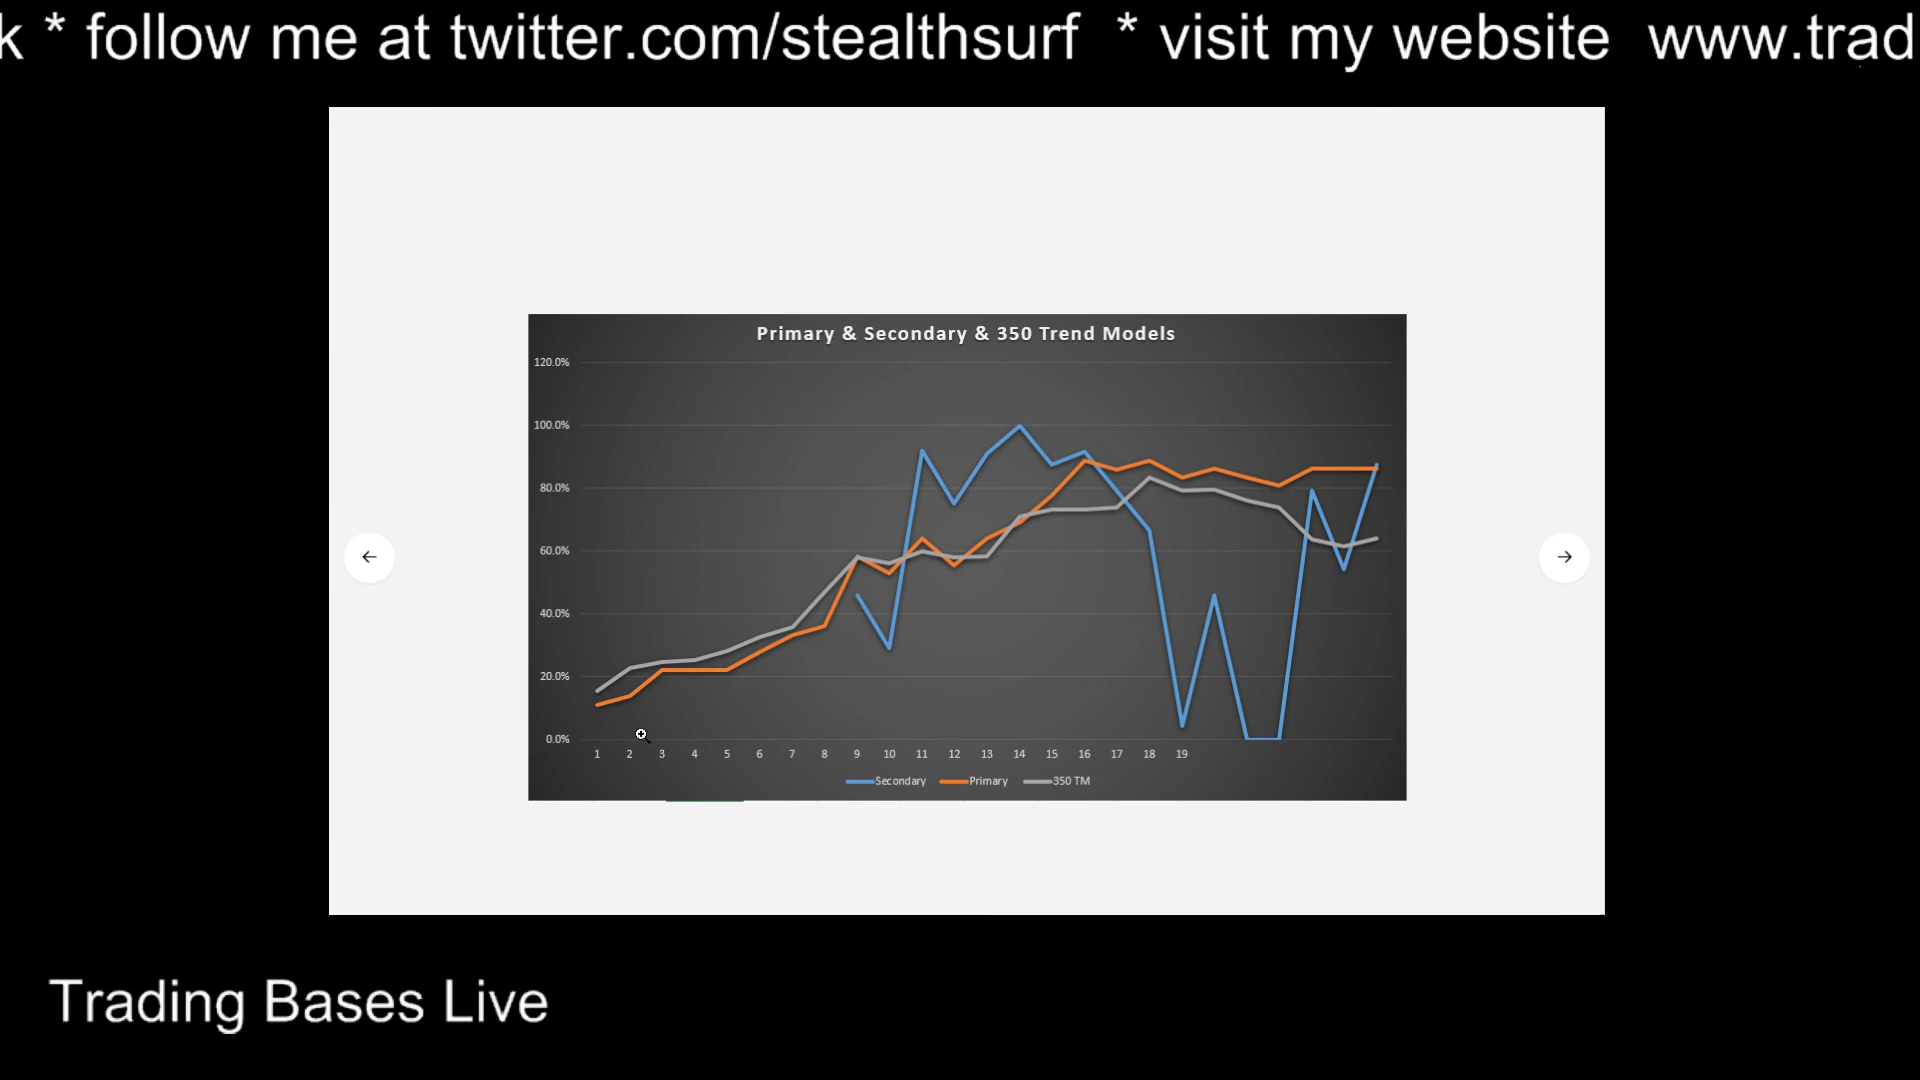 k * follow me at twitter.com/stealthsurf * visit my website www.trad
Primary & Secondary & 350 Trend Models
120.0%
100.0%
80.0%
60.0%
40.0%
20.0%
0.0%
1 2 3 4 5 6 7 8 9 10 11 12 13 14 15 16 17 18 19
Secondary Primary 350 TM
Trading Bases Live